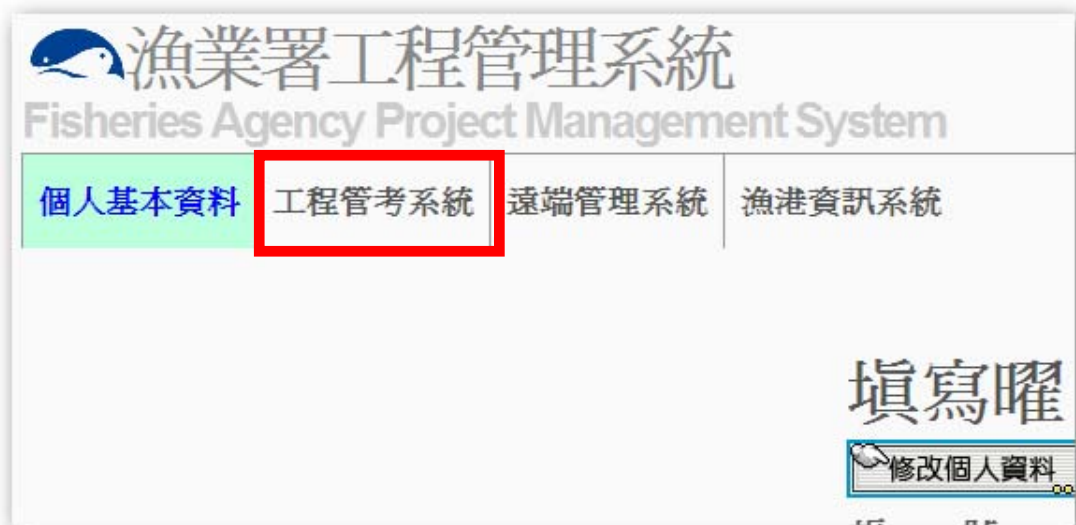 漁業署工程管理系統
Fisheries Agency Project Management System
個人基本資料 工程管考系統 遠端管理系統 漁港資訊系統
填寫曜
修改個人資料